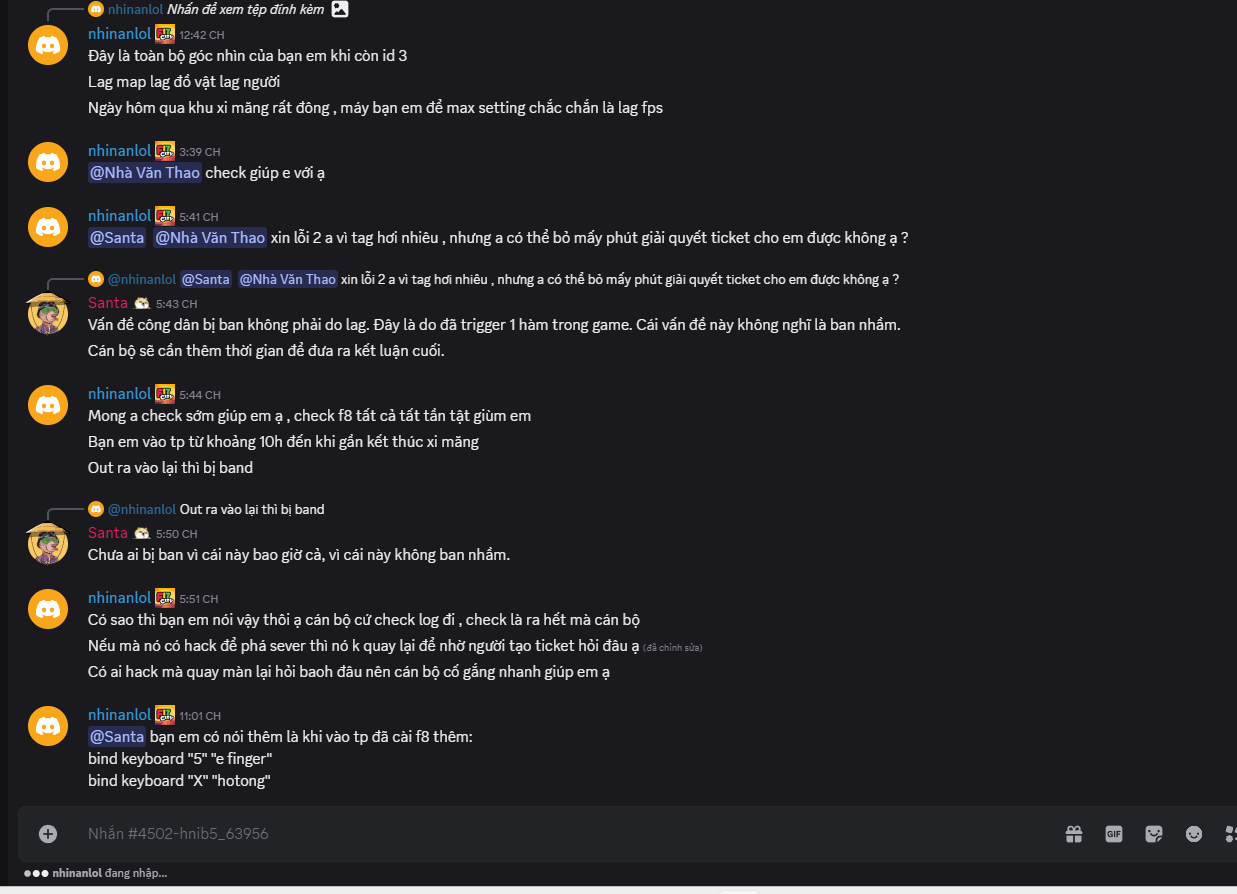 nhinanlol Nhấn để xem tệp đính kèm
nhinanlol 12:42 CH
Đây là toàn bộ góc nhìn của bạn em khi còn id 3
Lag map lag đồ vật lag người
Ngày hôm qua khu xi măng rất đông , máy bạn em để max setting chắc chắn là lag fps
nhinanlol 3:39 CH
@Nhà Văn Thao check giúp e với ạ
nhinanlol 5:41 CH
@Santa @Nhà Văn Thao xin lỗi 2 a vì tag hơi nhiêu , nhưng a có thể bỏ mấy phút giải quyết ticket cho em được không ạ ?
@nhinanlol @Santa @Nhà Văn Thao xin lỗi 2 a vì tag hơi nhiêu , nhưng a có thể bỏ mấy phút giải quyết ticket cho em được không ạ ?
Santa 5:43 CH
Vấn đề công dân bị ban không phải do lag. Đây là do đã trigger 1 hàm trong game. Cái vấn đề này không nghĩ là ban nhầm.
Cán bộ sẽ cần thêm thời gian để đưa ra kết luận cuối.
nhinanlol 5:44 CH
Mong a check sớm giúp em ạ , check f8 tất cả tất tần tật giùm em
Bạn em vào tp từ khoảng 10h đến khi gần kết thúc xi măng
Out ra vào lại thì bị band
@nhinanlol Out ra vào lại thì bị band
Santa 5:50 CH
Chưa ai bị ban vì cái này bao giờ cả, vì cái này không ban nhầm.
nhinanlol 5:51 CH
Có sao thì bạn em nói vậy thôi ạ cán bộ cứ check log đi , check là ra hết mà cán bộ
Nếu mà nó có hack để phá sever thì nó k quay lại để nhờ người tạo ticket hỏi đâu ạ (đã chỉnh sửa)
Có ai hack mà quay màn lại hỏi baoh đâu nên cán bộ cố gắng nhanh giúp em ạ
nhinanlol 11:01 CH
@Santa bạn em có nói thêm là khi vào tp đã cài f8 thêm:
bind keyboard "5" "e finger"
bind keyboard "X" "hotong"
Nhắn #4502-hnib5_63956
GIF
nhinanlol đang nhập...